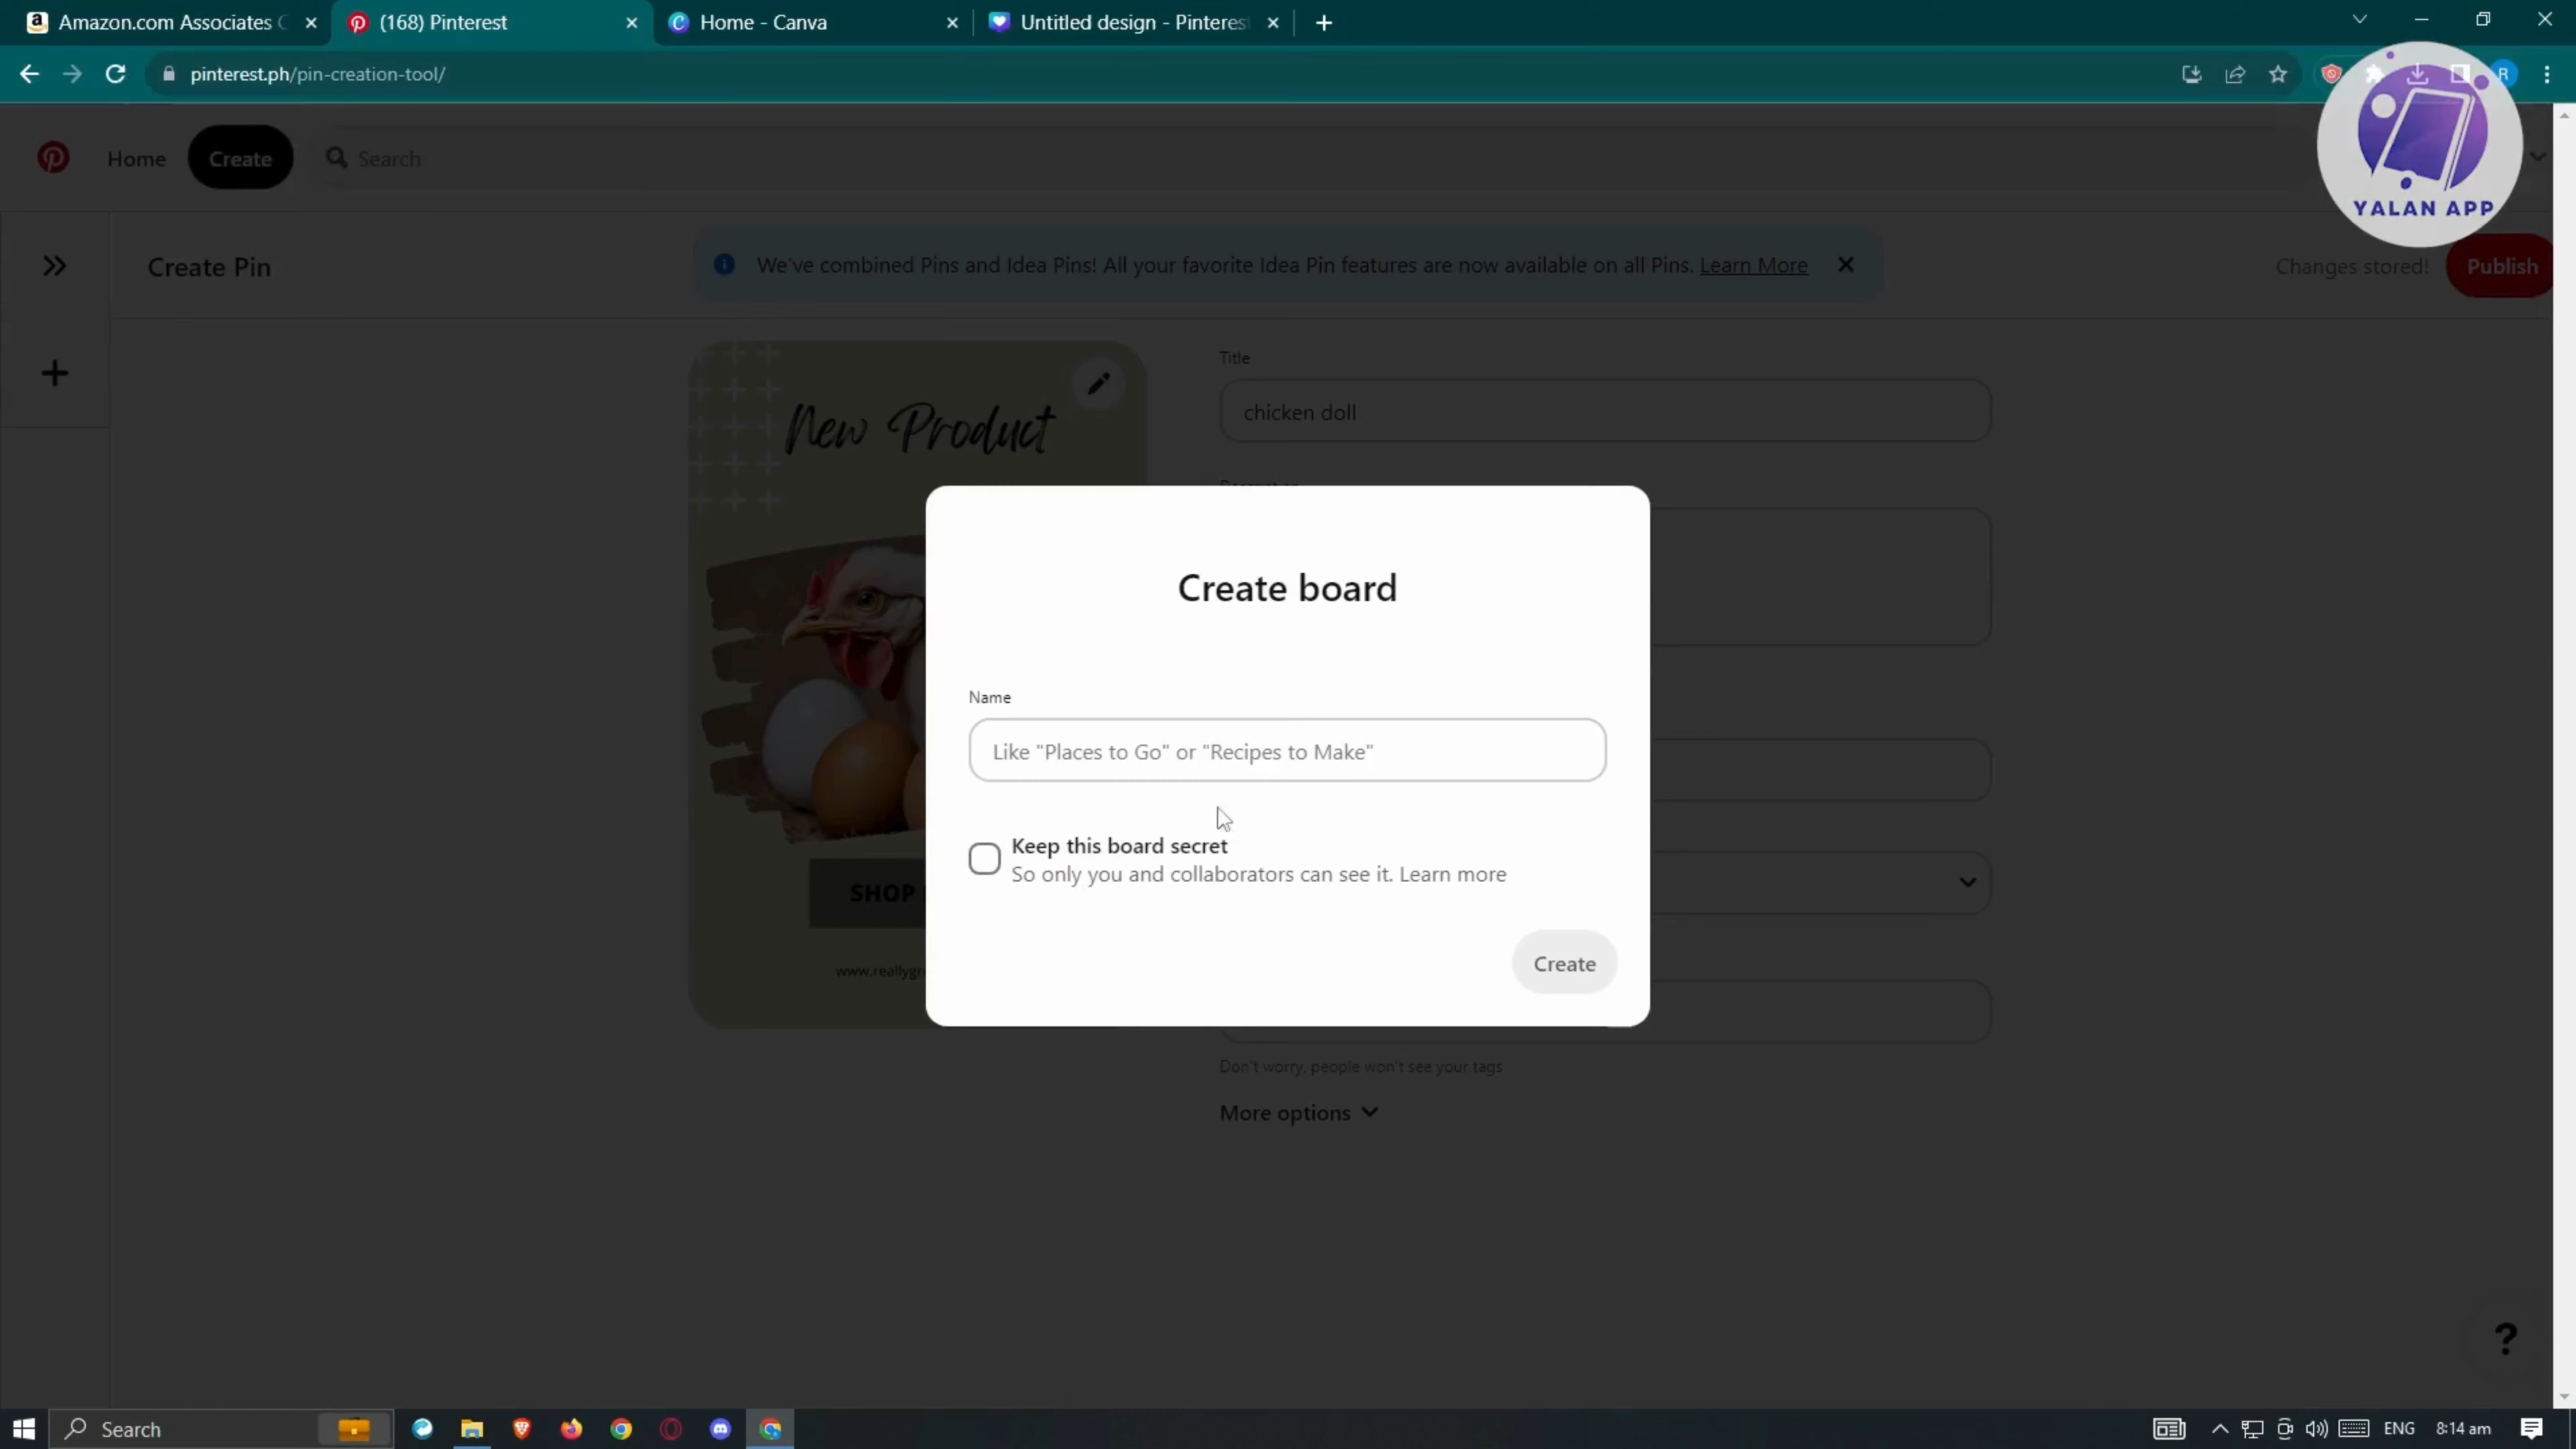 Amazon.com Associates C
(168) Pinterest
Home - Canva
Untitled design - Pinterest
pinterest.ph/pin-creation-tool/
R
YALAN APP
Home
Create
Search
Create Pin
We've combined Pins and Idea Pins! All your favorite Idea Pin features are now available on all Pins. Learn More
Changes stored!
Publish
New Product
Title
chicken doll
Create board
Name
Like "Places to Go" or "Recipes to Make"
Keep this board secret
So only you and collaborators can see it. Learn more
Create
SHOP
www.reallygr
Don't worry, people won't see your tags
More options
?
Search
ENG
8:14 am